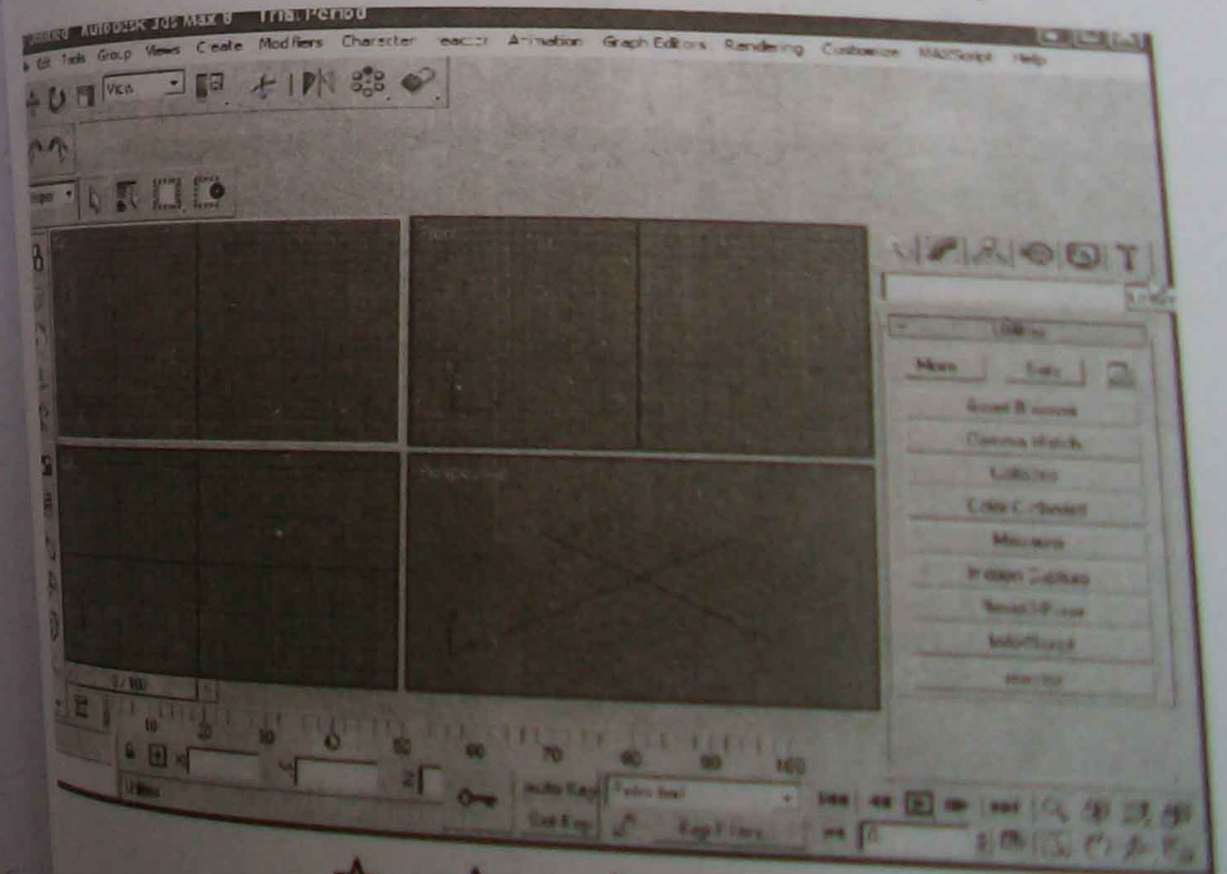 Autodesk 3ds Max 8 Trial Period
Edit Tools Group Views Create Modifiers Character reactor Animation Graph Editors Rendering Customize MAXScript Help
View
Front
Perspective
Utilities
More... Sets
Asset Browser
Camera Match
Collapse
Color Clipboard
Measure
Motion Capture
MAXScript
reactor
0 / 100
10 20 30 40 50 60 70 80 90 100
X Y Z
Auto Key Selected
Set Key Key Filters...
0
Utilities